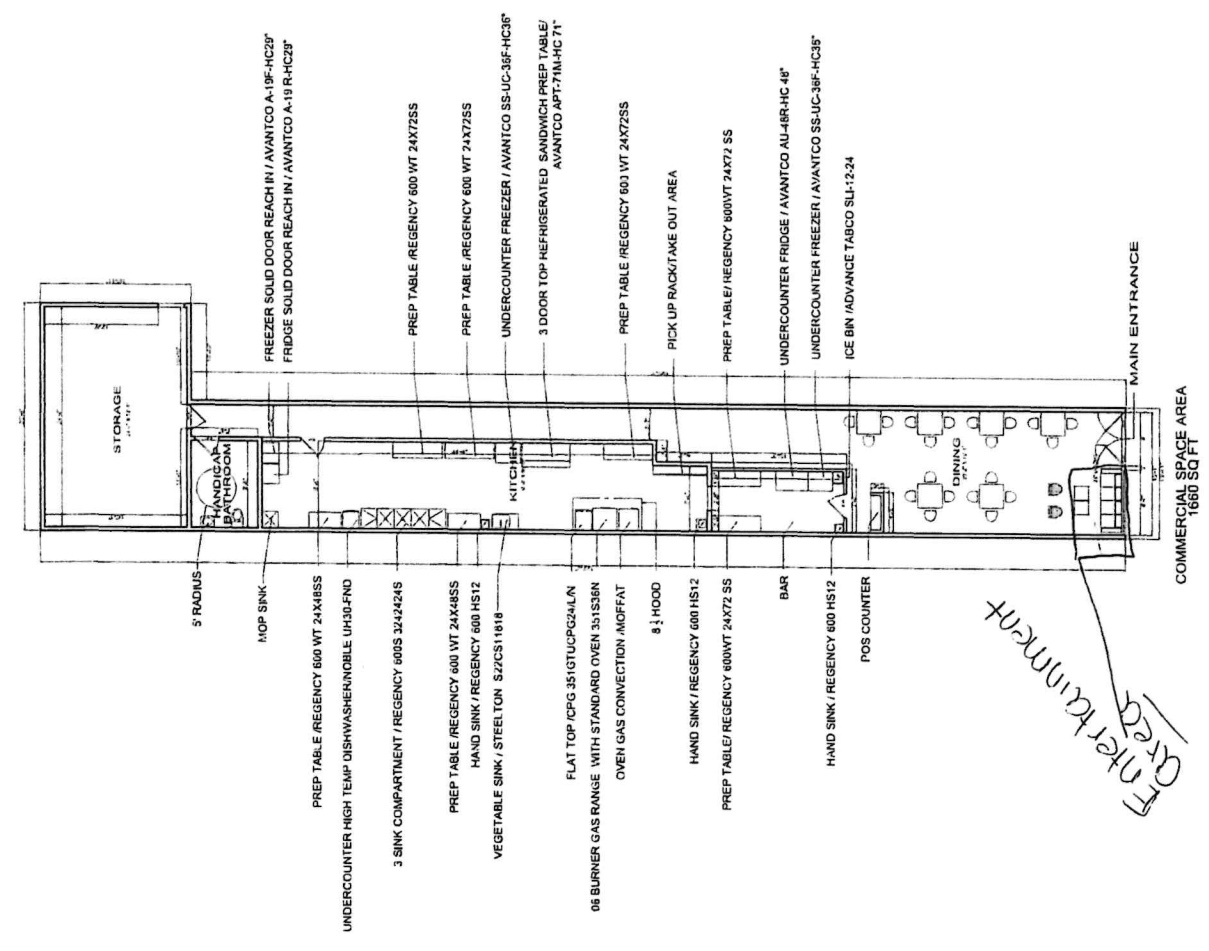 FREEZER SOLID DOOR REACH IN / AVANTCO A-19F-HC29"
FRIDGE SOLID DOOR REACH IN / AVANTCO A-19 R-HC29"
PREP TABLE /REGENCY 600 WT 24X72SS
PREP TABLE /REGENCY 600 WT 24X72SS
UNDERCOUNTER FREEZER / AVANTCO SS-UC-36F-HC36"
3 DOOR TOP REFRIGERATED SANDWICH PREP TABLE/
AVANTCO APT-71M-HC 71"
PREP TABLE /REGENCY 600 WT 24X72SS
PICK UP RACK/TAKE OUT AREA
PREP TABLE/ REGENCY 600WT 24X72 SS
UNDERCOUNTER FRIDGE / AVANTCO AU-48R-HC 48"
UNDERCOUNTER FREEZER / AVANTCO SS-UC-36F-HC36"
ICE BIN /ADVANCE TABCO SLI-12-24
MAIN ENTRANCE
STORAGE
HANDICAP
BATHROOM
KITCHEN
DINING
5' RADIUS
MOP SINK
PREP TABLE /REGENCY 600 WT 24X48SS
UNDERCOUNTER HIGH TEMP DISHWASHER/NOBLE UH30-FND
3 SINK COMPARTMENT / REGENCY 600S 3242424S
PREP TABLE /REGENCY 600 WT 24X48SS
HAND SINK / REGENCY 600 HS12
VEGETABLE SINK / STEELTON S22CS11818
FLAT TOP /CPG 351GTUCPG24/L/N
06 BURNER GAS RANGE WITH STANDARD OVEN 351S36N
OVEN GAS CONVECTION /MOFFAT
8 ½ HOOD
HAND SINK / REGENCY 600 HS12
PREP TABLE/ REGENCY 600WT 24X72 SS
BAR
HAND SINK / REGENCY 600 HS12
POS COUNTER
COMMERCIAL SPACE AREA
1660 SQ FT
Entertainment
area